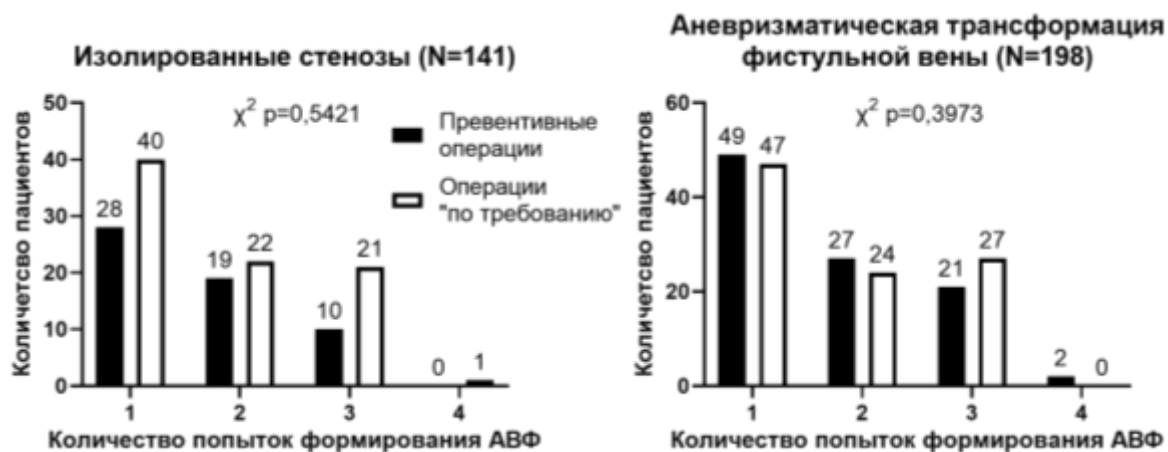 Изолированные стенозы (N=141)
χ² p=0,5421
Превентивные
операции
Операции
"по требованию"
Количетсво пациентов
50
40
30
20
10
0
28
40
19
22
10
21
0
1
1
2
3
4
Количество попыток формирования АВФ
Аневризматическая трансформация
фистульной вены (N=198)
χ² p=0,3973
Количетсво пациентов
60
40
20
0
49
47
27
24
21
27
2
0
1
2
3
4
Количество попыток формирования АВФ